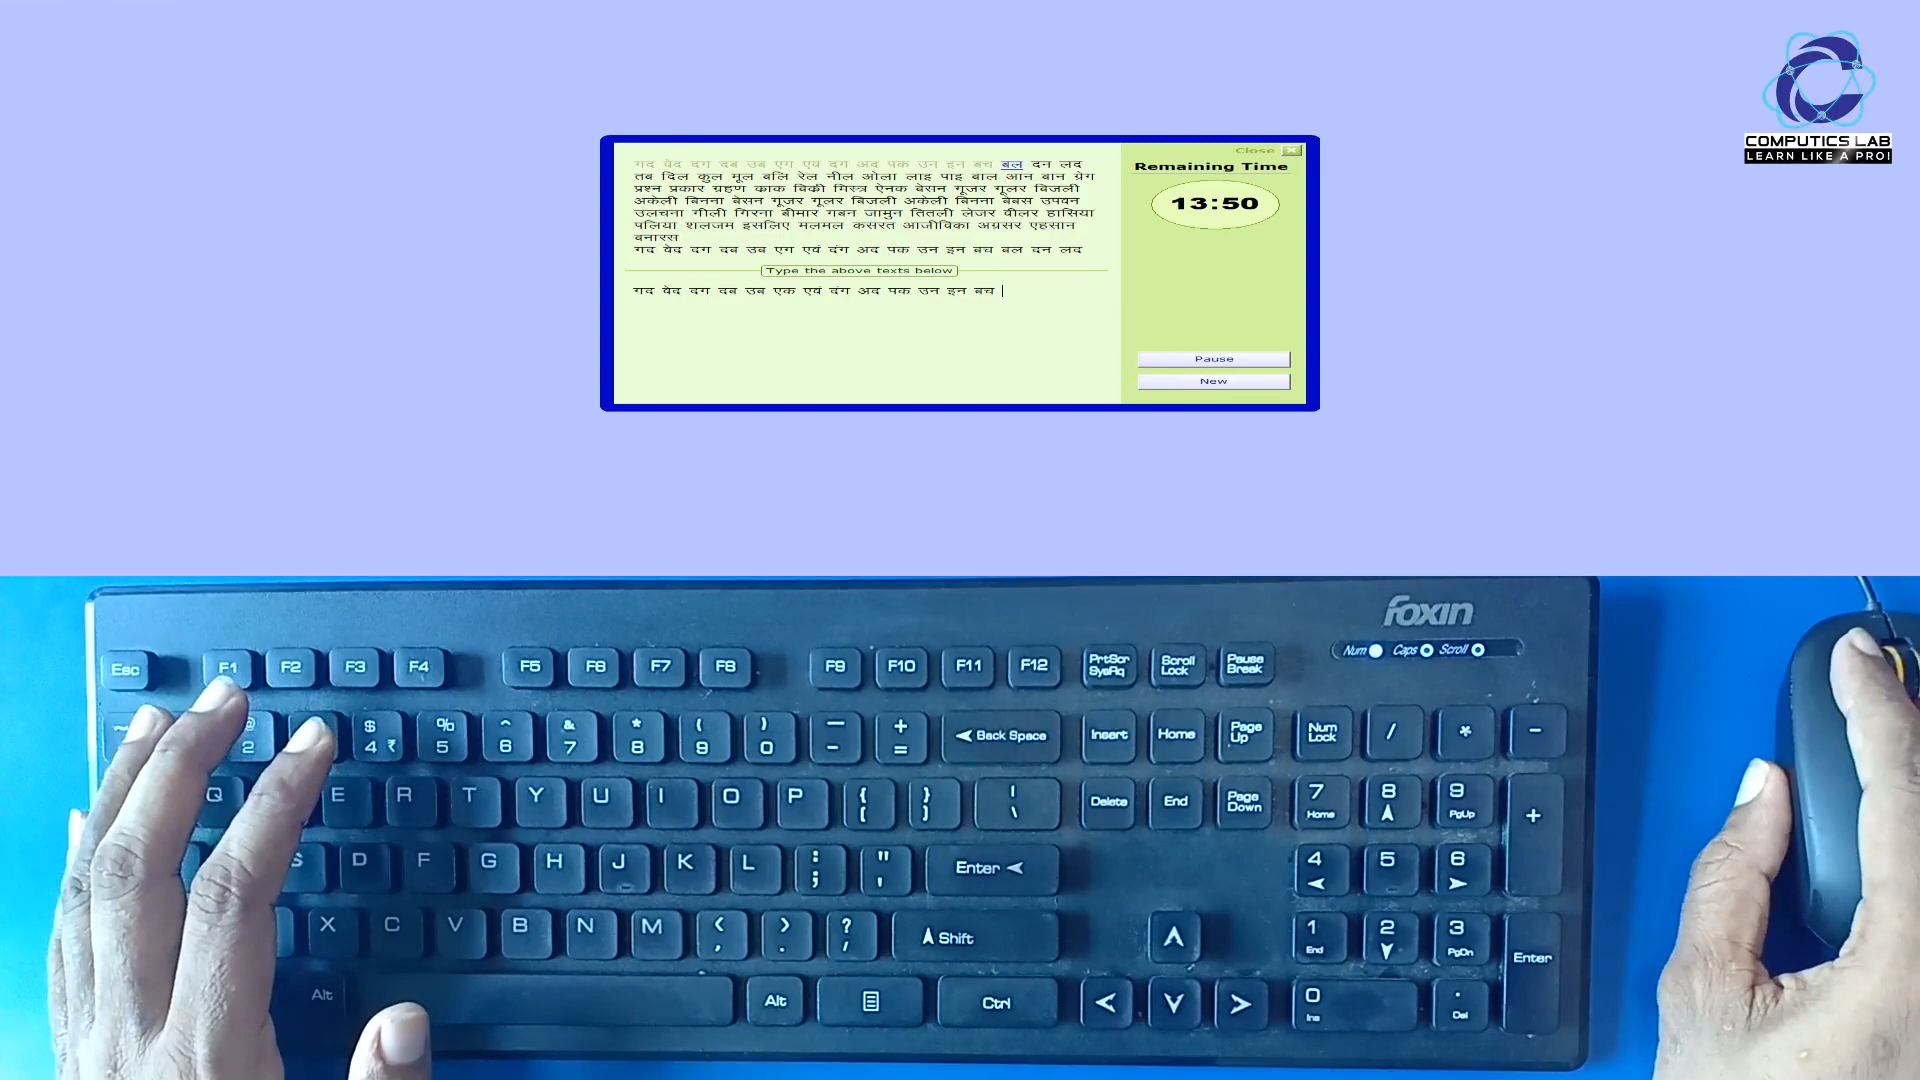 COMPUTICS LAB
LEARN LIKE A PRO!
Close
गद वेद दग दब उब एग एवं दंग अद पक उन इन बच बल दन लद
तब दिल कुल मूल बलि रेल नील ओला लाइ पाइ बाल आन बान ग्रेग
प्रश्न प्रकार ग्रहण काक बिक्री मिस्त्र ऐनक बेसन गूजर गूलर बिजली
अकेली बिनना बेसन गूजर गूलर बिजली अकेली बिनना बेबस उपवन
उलचना गीली गिरना बीमार गबन जामुन तितली लेजर वीलर हासिया
पलिया शलजम इसलिए मलमल कसरत आजीविका अग्रसर एहसान
बनारस
गद वेद दग दब उब एग एवं दंग अद पक उन इन बच बल दन लद
Type the above texts below
गद वेद दग दब उब एक एवं दंग अद पक उन इन बच
Remaining Time
13:50
Pause
New
foxin
Num Caps Scroll
Esc F1 F2 F3 F4 F5 F6 F7 F8 F9 F10 F11 F12 PrtScr SysRq Scroll Lock Pause Break
@ 2 $ 4 ₹ % 5 ^ 6 & 7 * 8 ( 9 ) 0 — - + = Back Space Insert Home Page Up Num Lock / * -
Q E R T Y U I O P { [ } ] | \ Delete End Page Down 7 Home 8 9 PgUp +
S D F G H J K L : ; " ' Enter 4 5 6
X C V B N M < , > . ? / Shift 1 End 2 3 PgDn Enter
Alt Alt Ctrl 0 Ins . Del